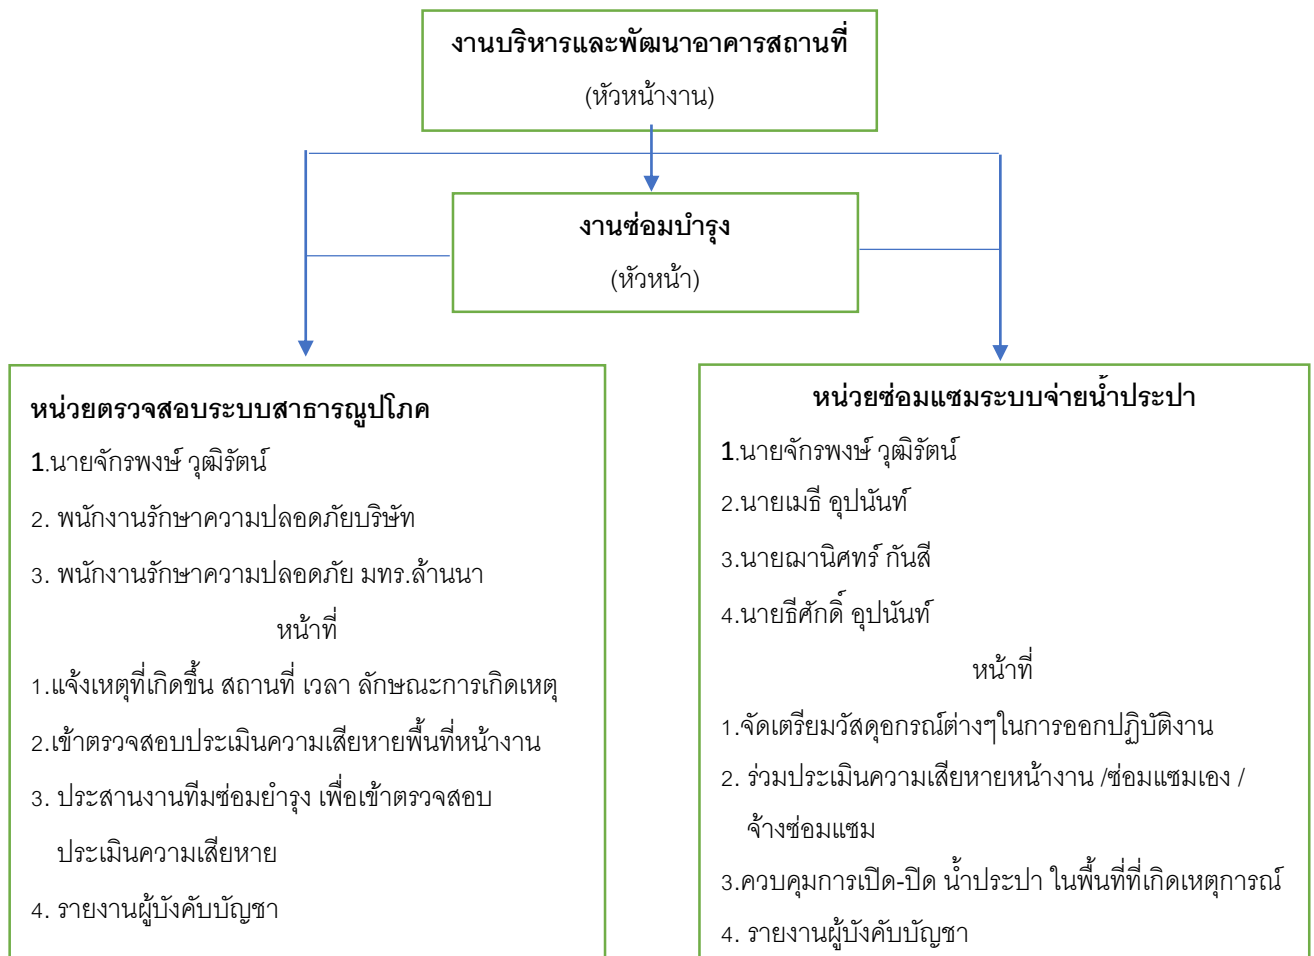 งานบริหารและพัฒนาอาคารสถานที่
(หัวหน้างาน)
งานซ่อมบำรุง
(หัวหน้า)
หน่วยตรวจสอบระบบสาธารณูปโภค
1.นายจักรพงษ์ วุฒิรัตน์
2. พนักงานรักษาความปลอดภัยบริษัท
3. พนักงานรักษาความปลอดภัย มทร.ล้านนา
หน้าที่
1.แจ้งเหตุที่เกิดขึ้น สถานที่ เวลา ลักษณะการเกิดเหตุ
2.เข้าตรวจสอบประเมินความเสียหายพื้นที่หน้างาน
3. ประสานงานทีมซ่อมยำรุง เพื่อเข้าตรวจสอบ
ประเมินความเสียหาย
4. รายงานผู้บังคับบัญชา
หน่วยซ่อมแซมระบบจ่ายน้ำประปา
1.นายจักรพงษ์ วุฒิรัตน์
2.นายเมธี อุปนันท์
3.นายฌานิศทร์ กันสี
4.นายธีศักดิ์ อุปนันท์
หน้าที่
1.จัดเตรียมวัสดุอกรณ์ต่างๆในการออกปฏิบัติงาน
2. ร่วมประเมินความเสียหายหน้างาน /ซ่อมแซมเอง /
จ้างซ่อมแซม
3.ควบคุมการเปิด-ปิด น้ำประปา ในพื้นที่ที่เกิดเหตุการณ์
4. รายงานผู้บังคับบัญชา